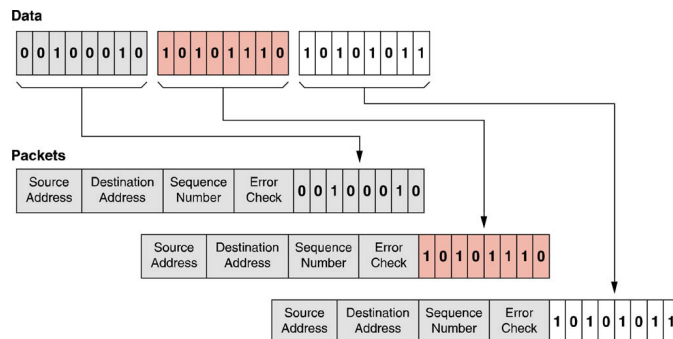 Data
0 0 1 0 0 0 1 0 1 0 1 0 1 1 1 0 1 0 1 0 1 0 1 1
Packets
Source Address Destination Address Sequence Number Error Check 0 0 1 0 0 0 1 0
Source Address Destination Address Sequence Number Error Check 1 0 1 0 1 1 1 0
Source Address Destination Address Sequence Number Error Check 1 0 1 0 1 0 1 1